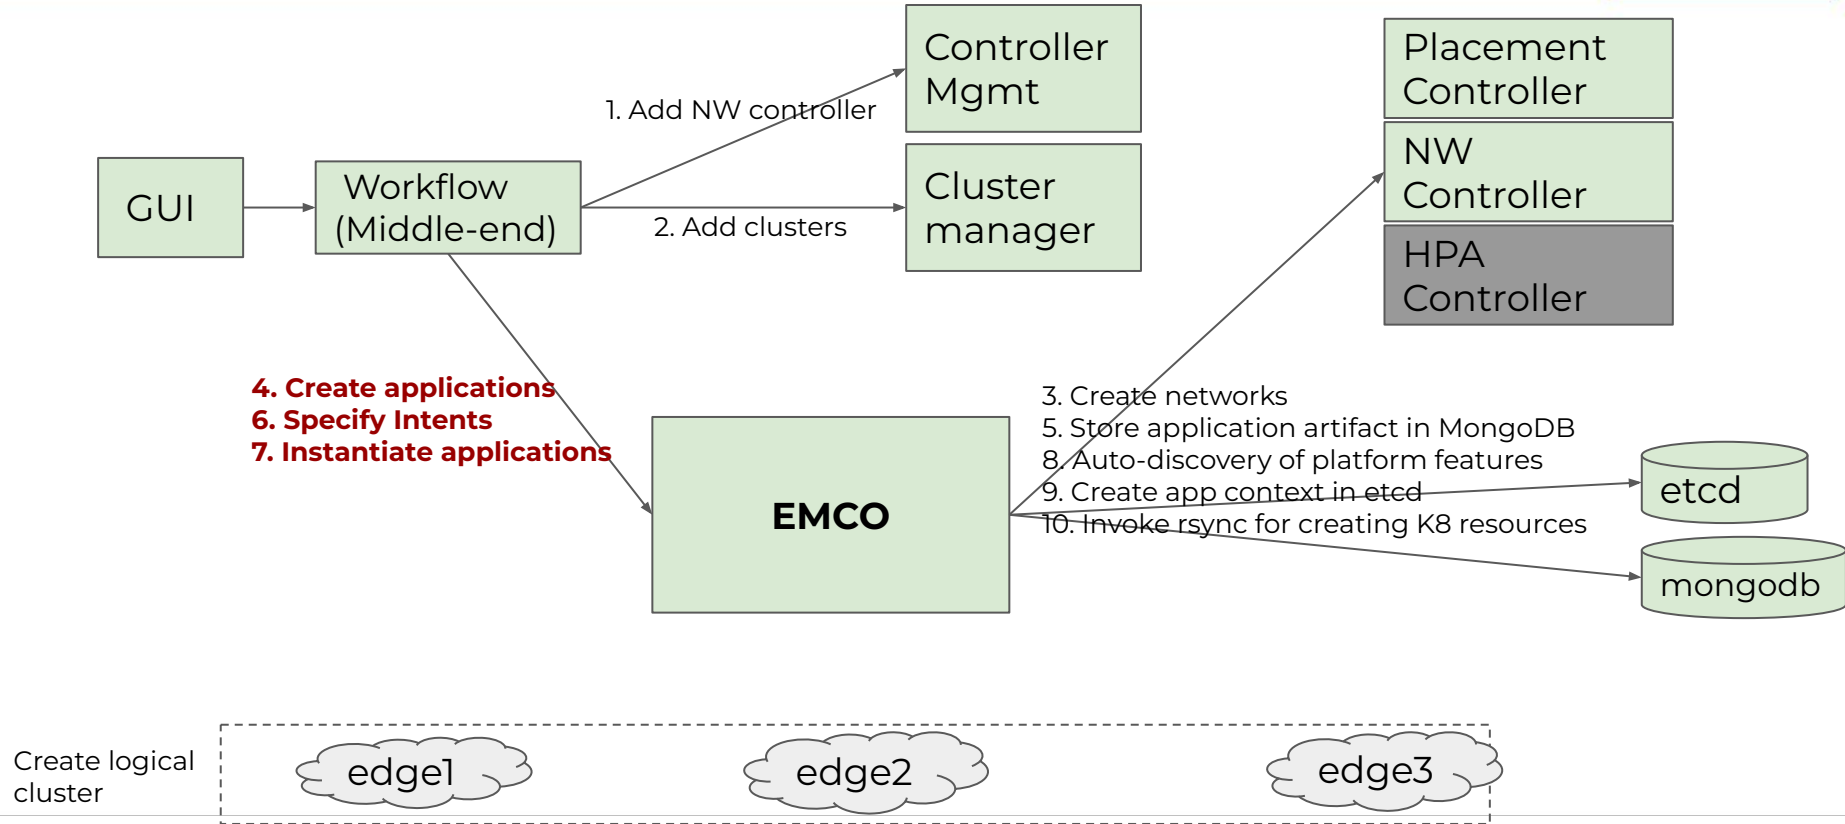 Controller
Mgmt
Placement
Controller
1. Add NW controller
NW
Controller
GUI
Workflow
(Middle-end)
Cluster
manager
2. Add clusters
HPA
Controller
4. Create applications
6. Specify Intents
7. Instantiate applications
EMCO
3. Create networks
5. Store application artifact in MongoDB
8. Auto-discovery of platform features
9. Create app context in etcd
10. Invoke rsync for creating K8 resources
etcd
mongodb
Create logical
cluster
edge1
edge2
edge3